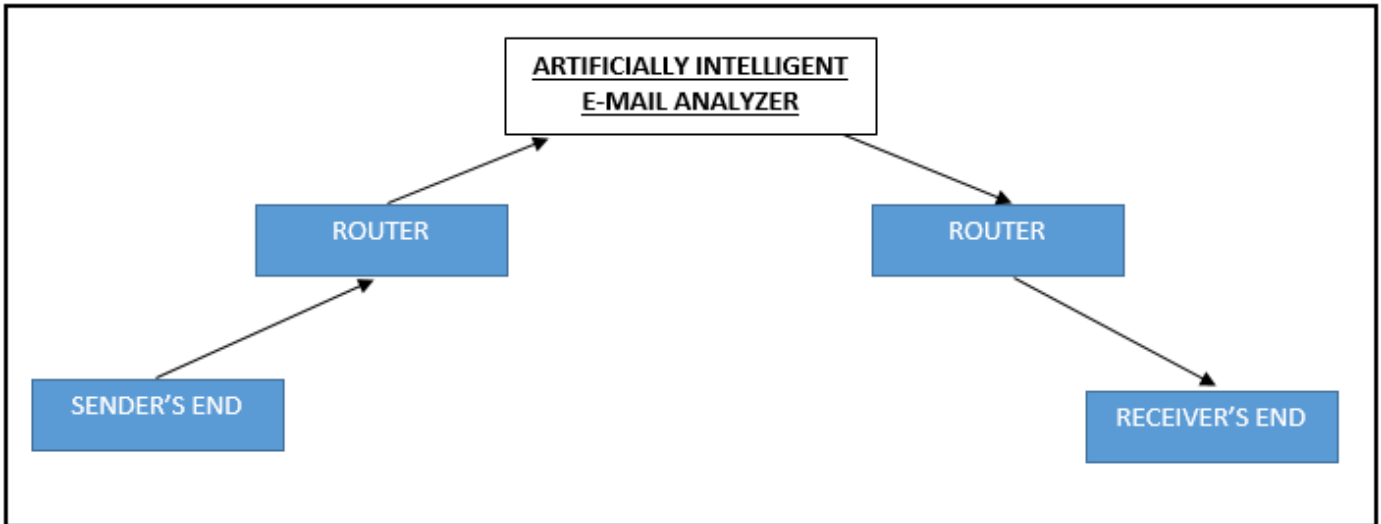 ARTIFICIALLY INTELLIGENT
E-MAIL ANALYZER
ROUTER
ROUTER
SENDER’S END
RECEIVER’S END